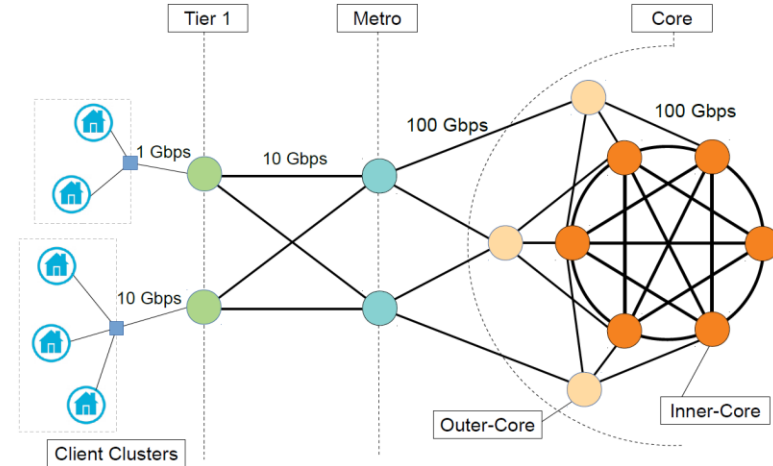 Tier 1
Metro
Core
1 Gbps
10 Gbps
100 Gbps
100 Gbps
10 Gbps
Outer-Core
Inner-Core
Client Clusters